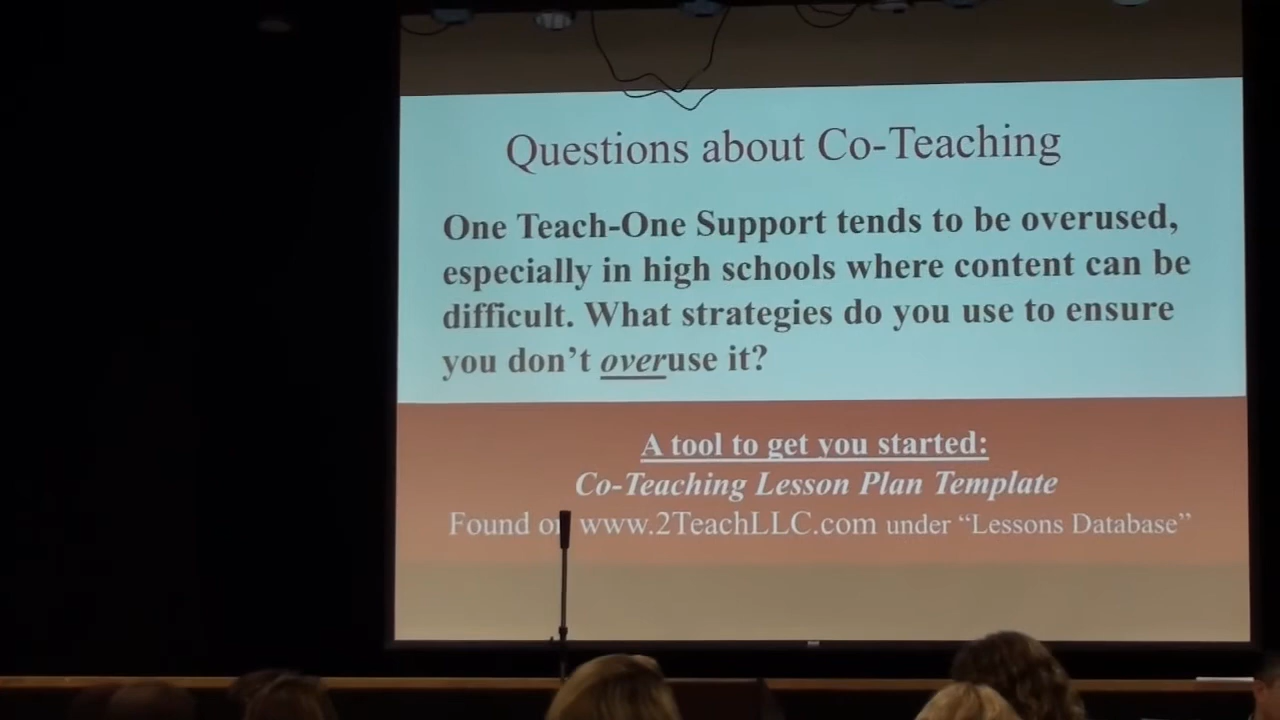 Questions about Co-Teaching
One Teach-One Support tends to be overused,
especially in high schools where content can be
difficult. What strategies do you use to ensure
you don't overuse it?
A tool to get you started:
Co-Teaching Lesson Plan Template
Found on www.2TeachLLC.com under “Lessons Database”